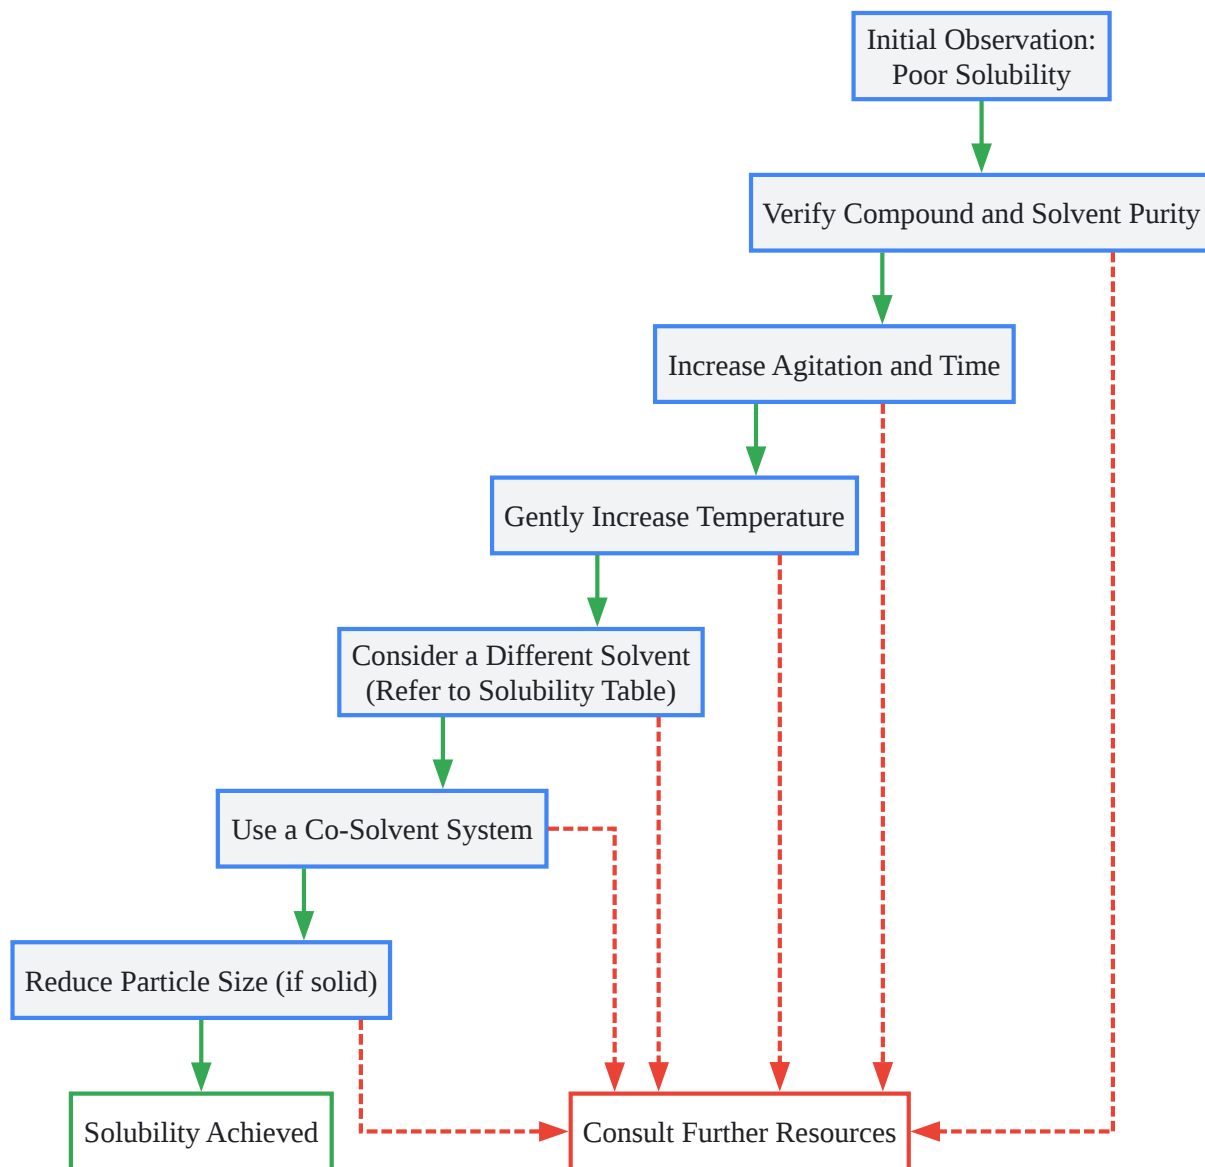 Initial Observation:
Poor Solubility
Verify Compound and Solvent Purity
Increase Agitation and Time
Gently Increase Temperature
Consider a Different Solvent
(Refer to Solubility Table)
Use a Co-Solvent System
Reduce Particle Size (if solid)
Solubility Achieved
Consult Further Resources